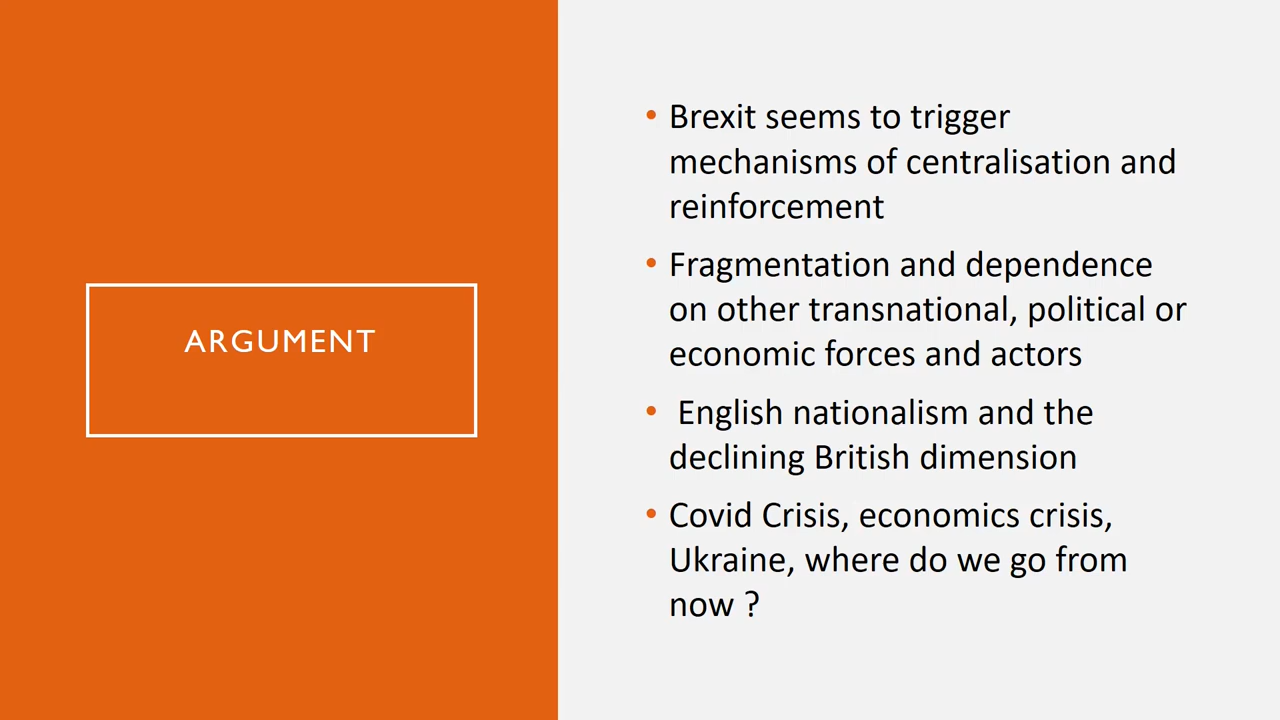 ARGUMENT
• Brexit seems to trigger
mechanisms of centralisation and
reinforcement
• Fragmentation and dependence
on other transnational, political or
economic forces and actors
• English nationalism and the
declining British dimension
• Covid Crisis, economics crisis,
Ukraine, where do we go from
now ?